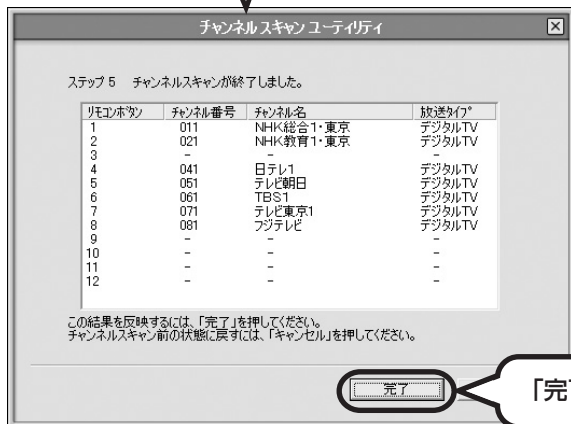 チャンネル スキャン ユーティリティ
ステップ 5 チャンネルスキャンが終了しました。
リモコンボタン チャンネル番号 チャンネル名 放送タイプ
1 011 NHK総合1・東京 デジタルTV
2 021 NHK教育1・東京 デジタルTV
3 - - -
4 041 日テレ1 デジタルTV
5 051 テレビ朝日 デジタルTV
6 061 TBS1 デジタルTV
7 071 テレビ東京1 デジタルTV
8 081 フジテレビ デジタルTV
9 - - -
10 - - -
11 - - -
12 - - -
この結果を反映するには、「完了」を押してください。
チャンネルスキャン前の状態に戻すには、「キャンセル」を押してください。
完了
「完